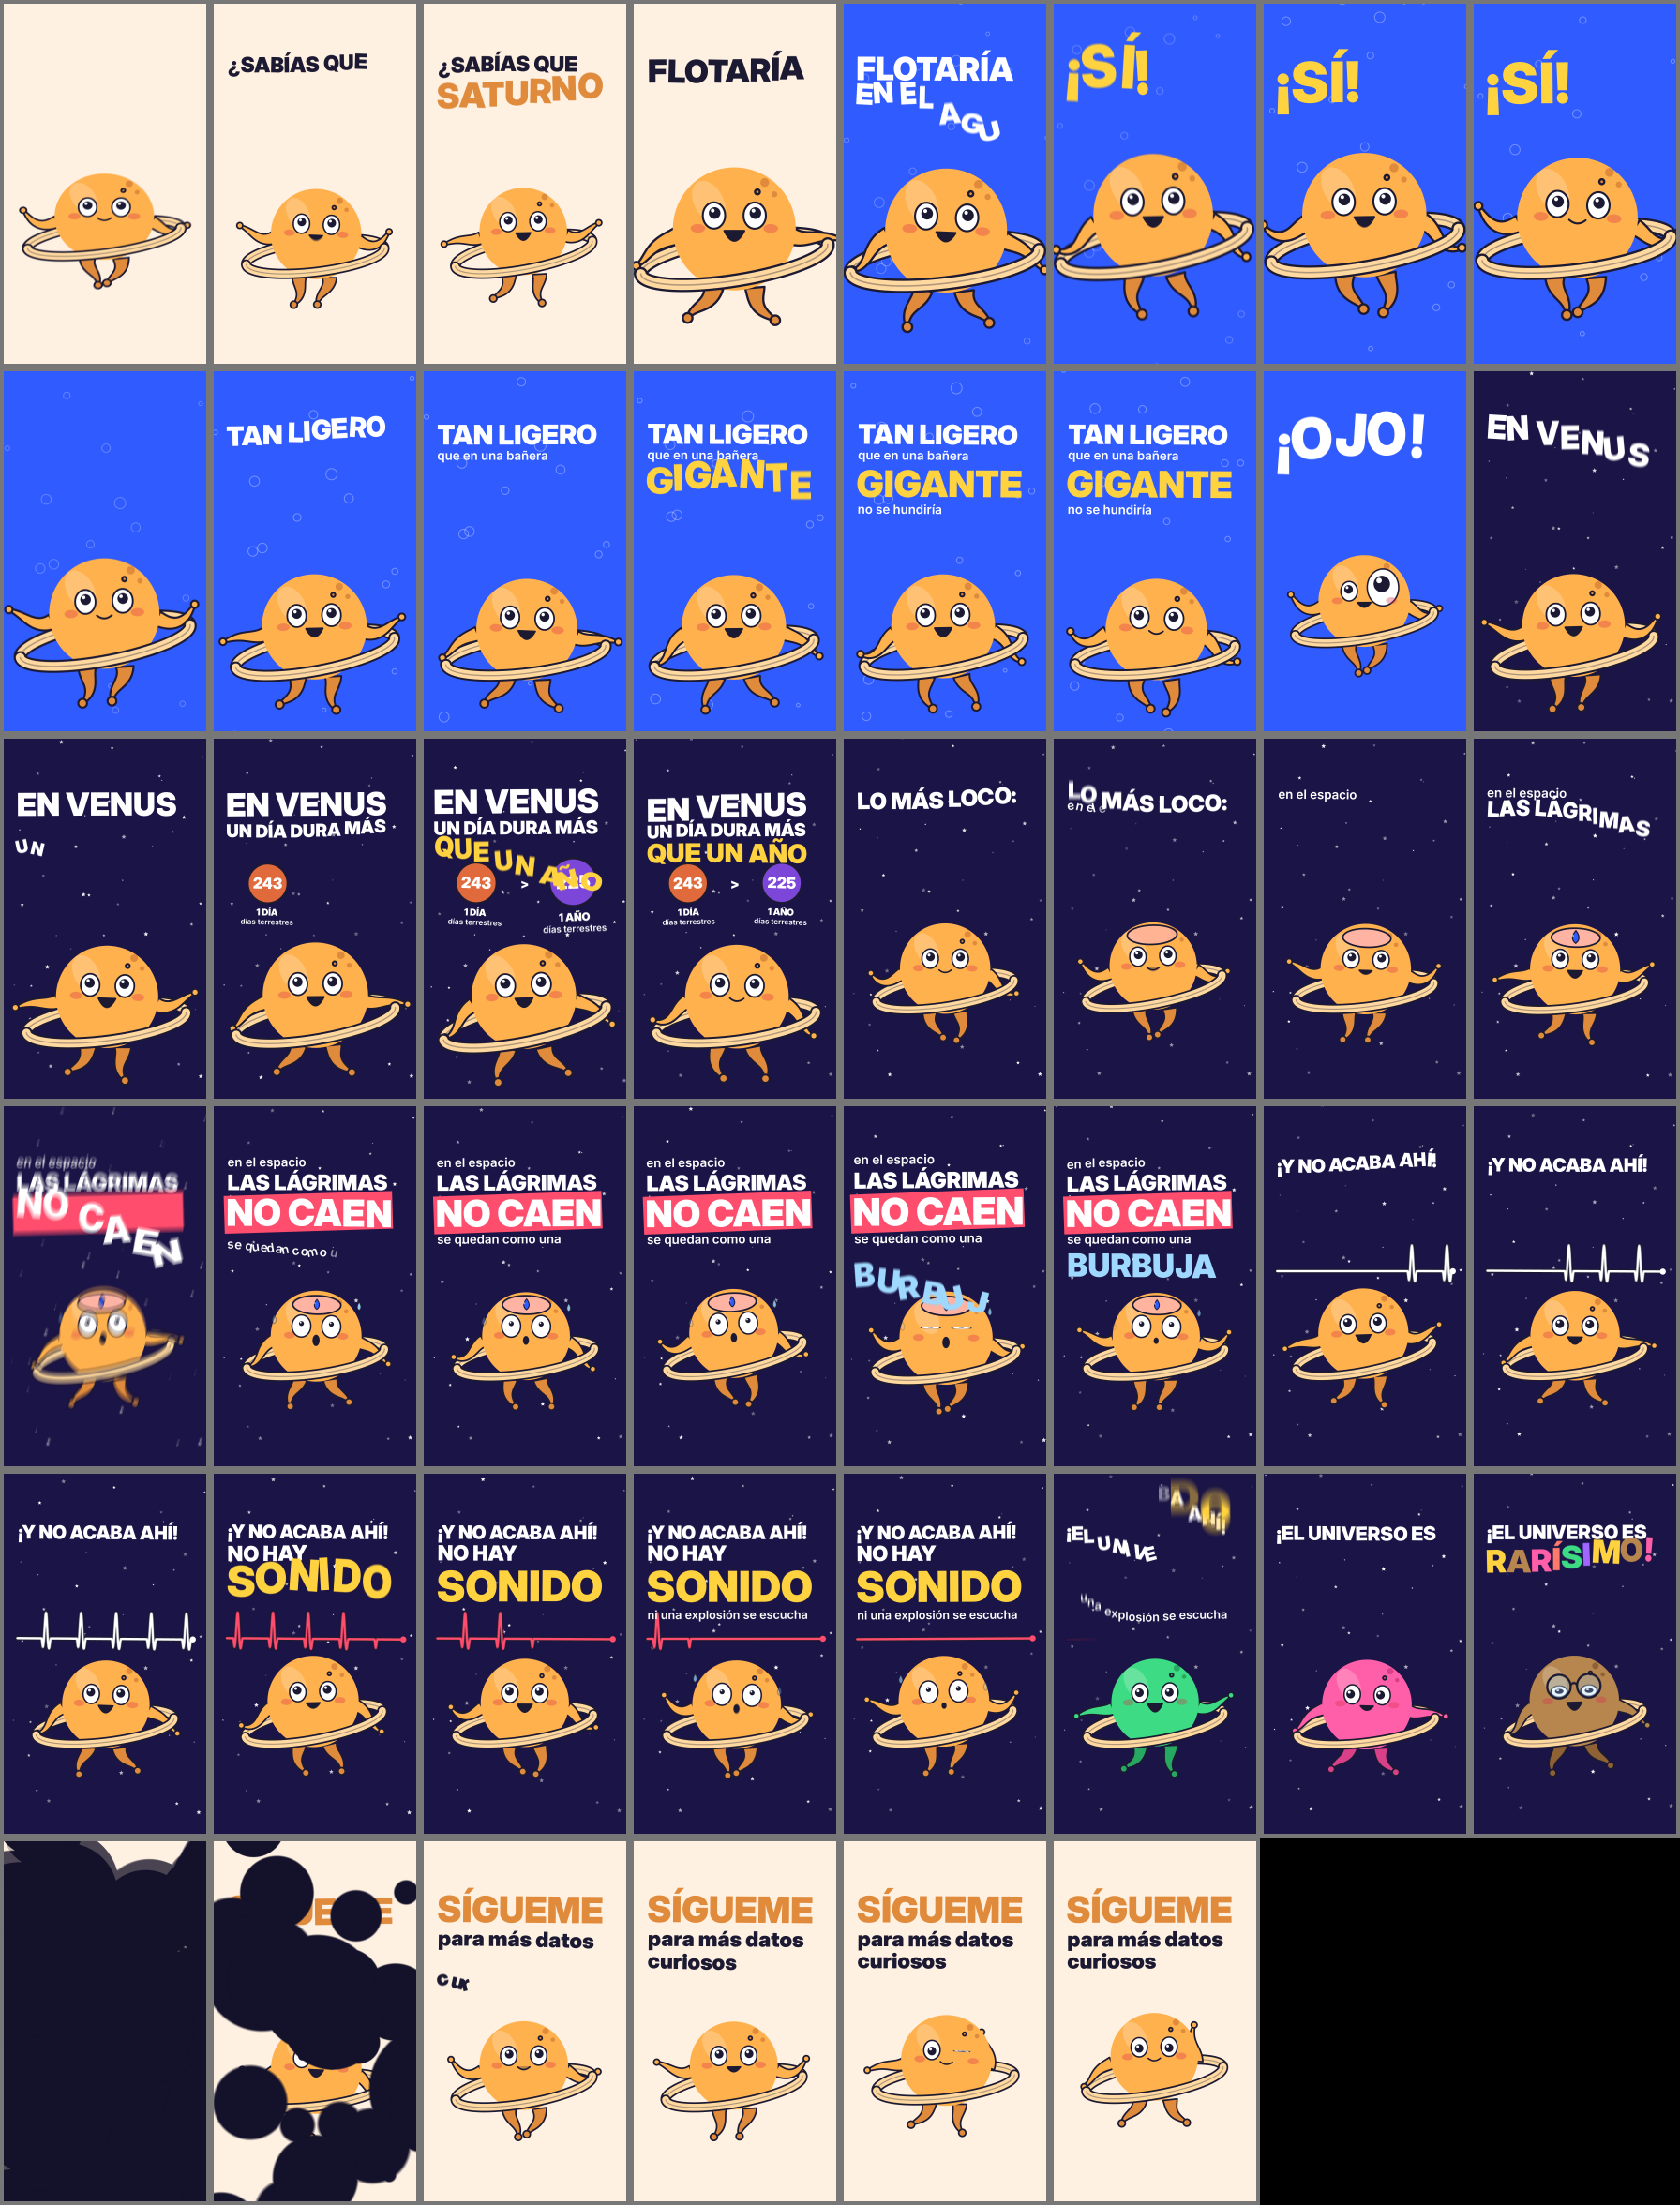 ¿SABÍAS QUE
¿SABÍAS QUE
SATURNO
FLOTARÍA
FLOTARÍA
EN EL AGU
¡SÍ!
¡SÍ!
¡SÍ!
TAN LIGERO
TAN LIGERO
que en una bañera
TAN LIGERO
que en una bañera
GIGANTE
TAN LIGERO
que en una bañera
GIGANTE
no se hundiría
TAN LIGERO
que en una bañera
GIGANTE
no se hundiría
¡OJO!
EN VENUS
EN VENUS
UN
EN VENUS
UN DÍA DURA MÁS
243
1 DÍA
días terrestres
EN VENUS
UN DÍA DURA MÁS
QUE UN AÑO
243 > 225
1 DÍA 1 AÑO
días terrestres días terrestres
EN VENUS
UN DÍA DURA MÁS
QUE UN AÑO
243 > 225
1 DÍA 1 AÑO
días terrestres días terrestres
LO MÁS LOCO:
LO MÁS LOCO:
en el espacio
en el espacio
LAS LÁGRIMAS
en el espacio
LAS LÁGRIMAS
NO CAEN
en el espacio
LAS LÁGRIMAS
NO CAEN
se quedan como u
en el espacio
LAS LÁGRIMAS
NO CAEN
se quedan como una
en el espacio
LAS LÁGRIMAS
NO CAEN
se quedan como una
en el espacio
LAS LÁGRIMAS
NO CAEN
se quedan como una
BURBUJ
en el espacio
LAS LÁGRIMAS
NO CAEN
se quedan como una
BURBUJA
¡Y NO ACABA AHÍ!
¡Y NO ACABA AHÍ!
¡Y NO ACABA AHÍ!
¡Y NO ACABA AHÍ!
NO HAY
SONIDO
¡Y NO ACABA AHÍ!
NO HAY
SONIDO
¡Y NO ACABA AHÍ!
NO HAY
SONIDO
ni una explosión se escucha
¡Y NO ACABA AHÍ!
NO HAY
SONIDO
ni una explosión se escucha
una explosión se escucha
¡EL UNIVERSO ES
¡EL UNIVERSO ES
RARÍSIMO!
SÍGUEME
para más datos
SÍGUEME
para más datos
curiosos
SÍGUEME
para más datos
curiosos
SÍGUEME
para más datos
curiosos